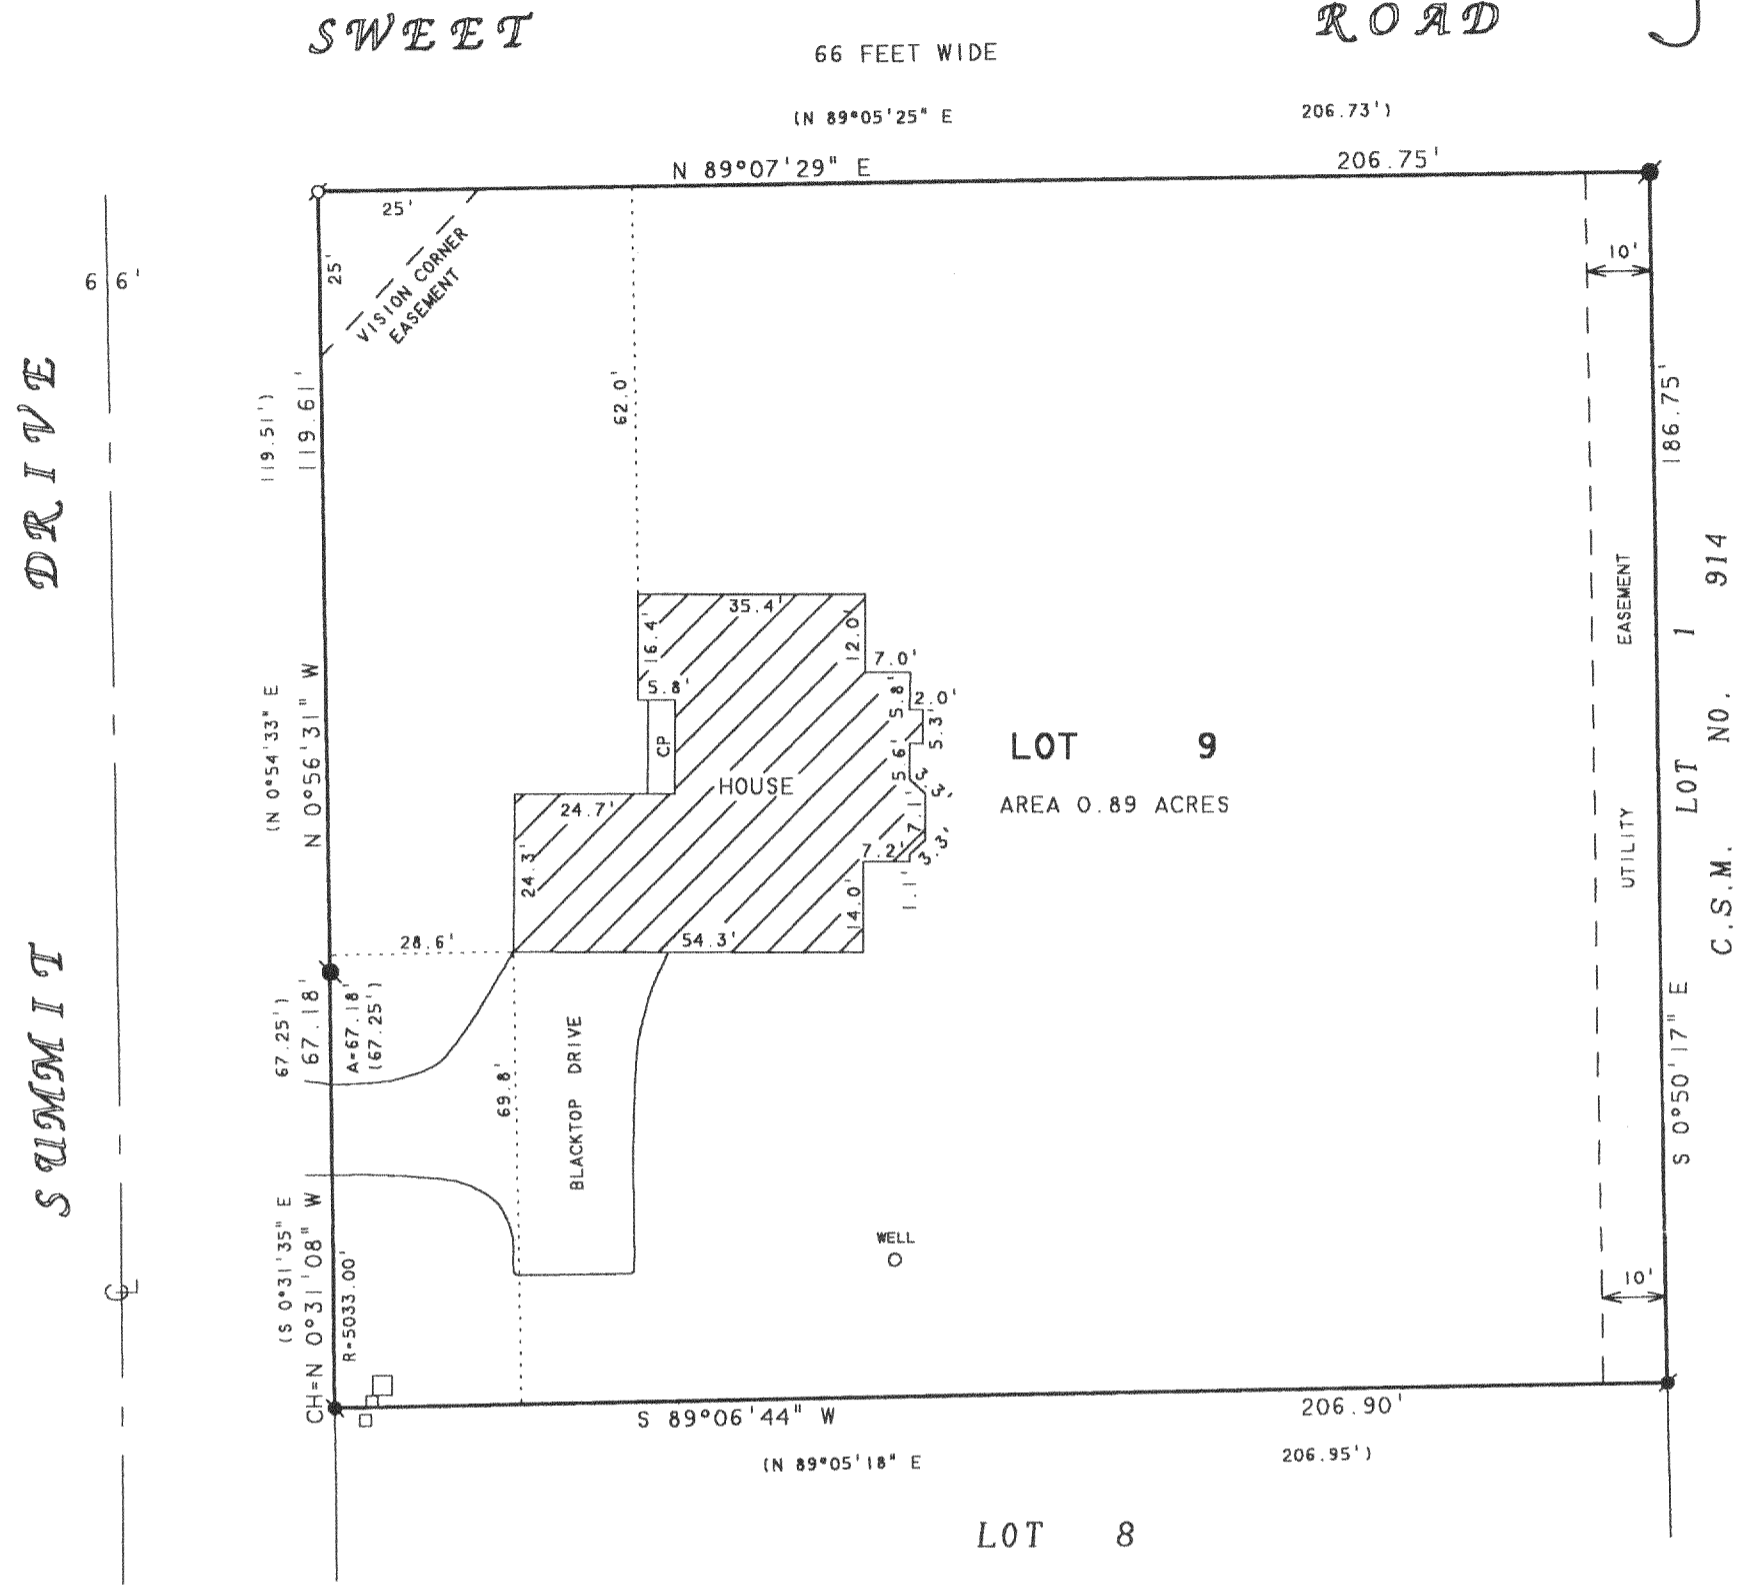 SWEET ROAD
66 FEET WIDE
(N 89°05'25" E 206.73')
N 89°07'29" E 206.75'
25'
25'
VISION CORNER
EASEMENT
66'
10'
DRIVE
SUMMIT
62.0'
(119.51')
119.61'
(N 0°54'33" E
N 0°56'31" W
186.75'
S 0°50'17" E
UTILITY EASEMENT
LOT 1
C.S.M. NO. 914
35.4'
16.4'
12.0'
5.8'
7.0'
5.8'
2.0'
5.3'
CP
5.6'
3.3'
HOUSE
7.1'
24.7'
3.3'
7.2'
1.1'
24.3'
14.0'
54.3'
28.6'
LOT 9
AREA 0.89 ACRES
67.25')
67.18'
A=67.18'
(67.25')
69.8'
BLACKTOP DRIVE
(S 0°31'35" E
CH=N 0°31'08" W
R=5033.00'
WELL
10'
S 89°06'44" W 206.90'
(N 89°05'18" E 206.95')
LOT 8